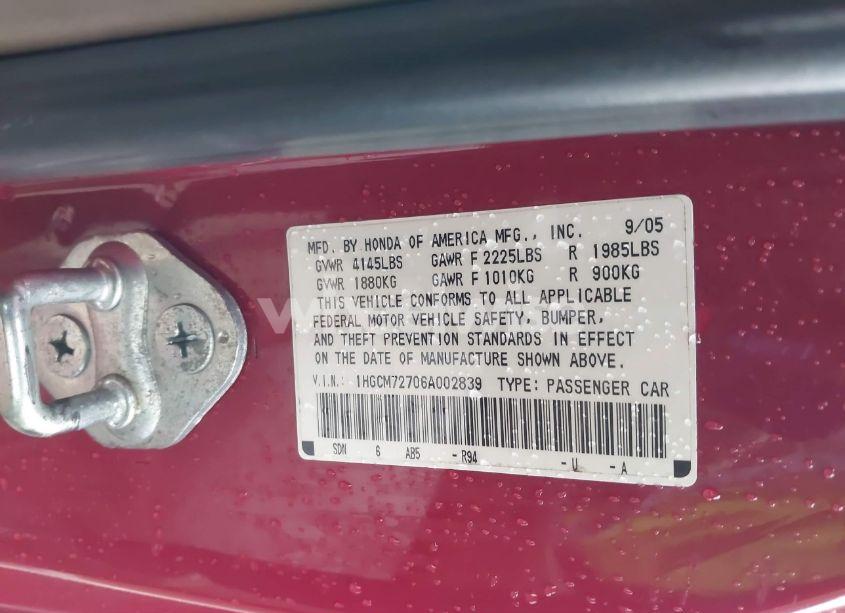 MFD. BY HONDA OF AMERICA MFG., INC. 9/05
GVWR 4145LBS GAWR F 2225LBS R 1985LBS
GVWR 1880KG GAWR F 1010KG R 900KG
THIS VEHICLE CONFORMS TO ALL APPLICABLE
FEDERAL MOTOR VEHICLE SAFETY, BUMPER,
AND THEFT PREVENTION STANDARDS IN EFFECT
ON THE DATE OF MANUFACTURE SHOWN ABOVE.
V.I.N.: 1HGCM72706A002839 TYPE: PASSENGER CAR
SDN 6 AB5 -R94 -U -A